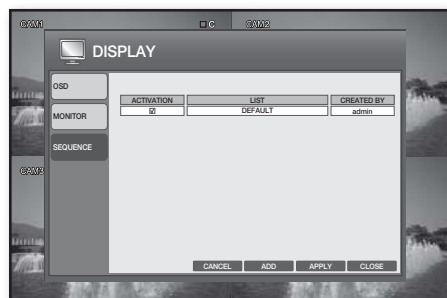 CAM1 C CAM2
DISPLAY
OSD
MONITOR
SEQUENCE
ACTIVATION LIST CREATED BY
☑ DEFAULT admin
CAM3
CANCEL ADD APPLY CLOSE